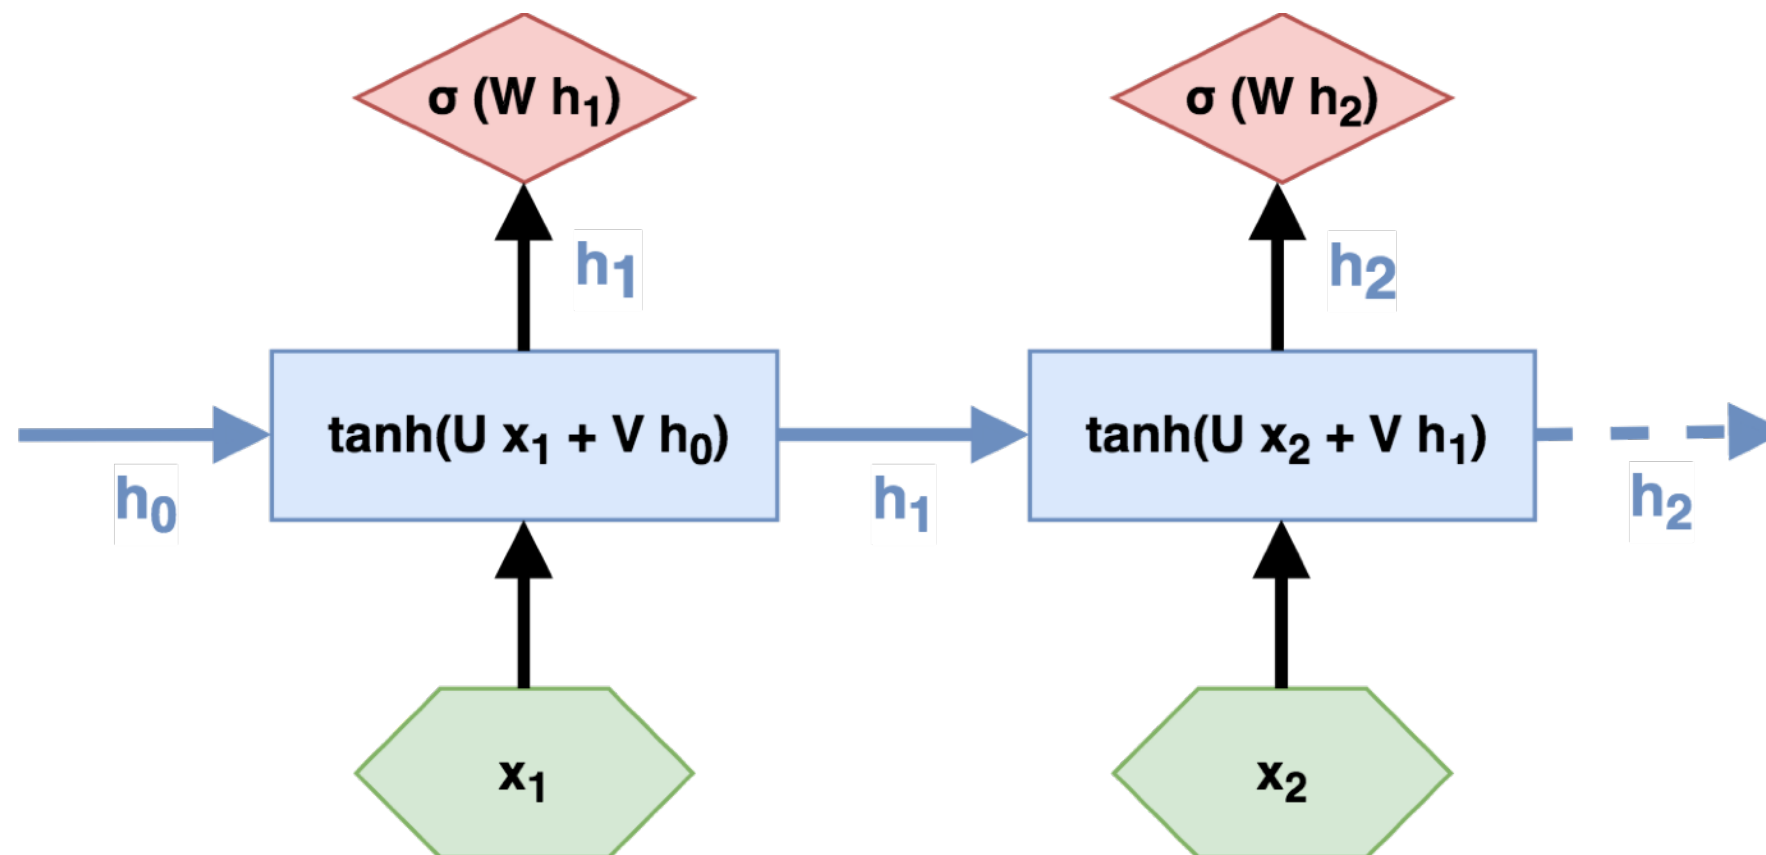 σ (W h₁)
σ (W h₂)
h₁
h₂
tanh(U x₁ + V h₀)
tanh(U x₂ + V h₁)
h₀
h₁
h₂
x₁
x₂